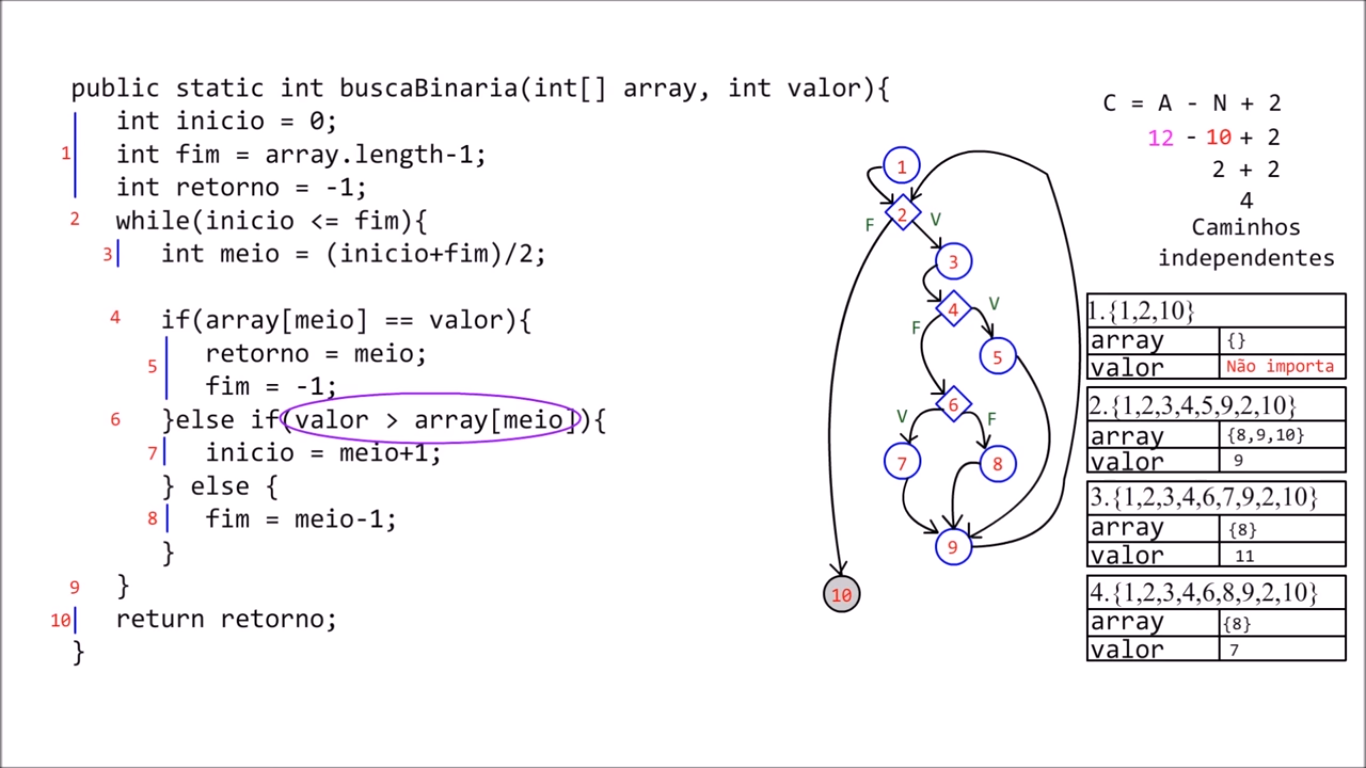 public static int buscaBinaria(int[] array, int valor){
int inicio = 0;
1 int fim = array.length-1;
int retorno = -1;
2 while(inicio <= fim){
3 int meio = (inicio+fim)/2;
4 if(array[meio] == valor){
retorno = meio;
5
fim = -1;
6 }else if(valor > array[meio]){
7 inicio = meio+1;
} else {
8 fim = meio-1;
}
9 }
10 return retorno;
}
1
2
F V
3
4
V
F
5
6
V F
7 8
9
10
C = A - N + 2
12 - 10 + 2
2 + 2
4
Caminhos
independentes
1.{1,2,10}
array {}
valor Não importa
2.{1,2,3,4,5,9,2,10}
array {8,9,10}
valor 9
3.{1,2,3,4,6,7,9,2,10}
array {8}
valor 11
4.{1,2,3,4,6,8,9,2,10}
array {8}
valor 7